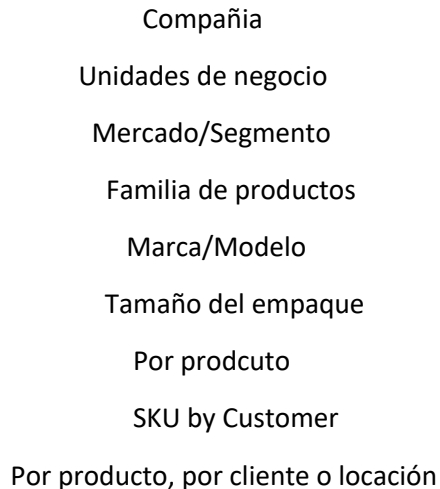 Compañia
Unidades de negocio
Mercado/Segmento
Familia de productos
Marca/Modelo
Tamaño del empaque
Por prodcuto
SKU by Customer
Por producto, por cliente o locación